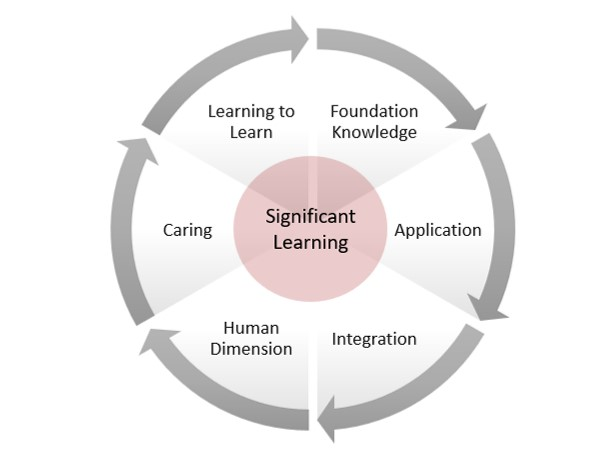 Learning to
Learn
Foundation
Knowledge
Caring
Significant
Learning
Application
Human
Dimension
Integration